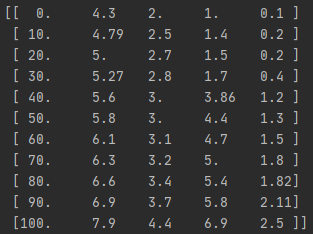 [[  0.     4.3    2.     1.     0.1 ]
 [ 10.     4.79   2.5    1.4    0.2 ]
 [ 20.     5.     2.7    1.5    0.2 ]
 [ 30.     5.27   2.8    1.7    0.4 ]
 [ 40.     5.6    3.     3.86   1.2 ]
 [ 50.     5.8    3.     4.4    1.3 ]
 [ 60.     6.1    3.1    4.7    1.5 ]
 [ 70.     6.3    3.2    5.     1.8 ]
 [ 80.     6.6    3.4    5.4    1.82]
 [ 90.     6.9    3.7    5.8    2.11]
 [100.     7.9    4.4    6.9    2.5 ]]